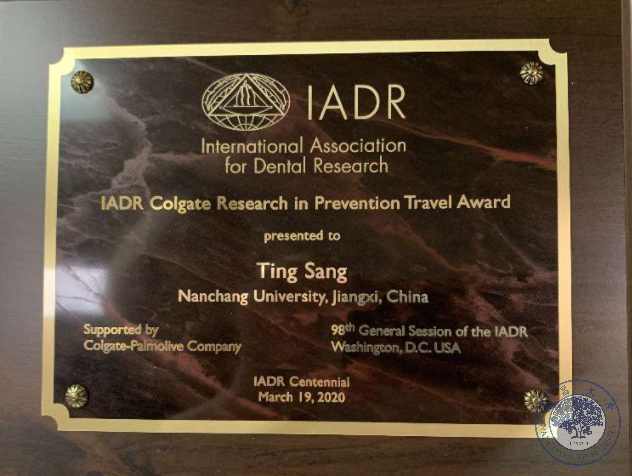 IADR
International Association
for Dental Research
IADR Colgate Research in Prevention Travel Award
presented to
Ting Sang
Nanchang University, Jiangxi, China
Supported by
Colgate-Palmolive Company
98th General Session of the IADR
Washington, D.C. USA
IADR Centennial
March 19, 2020